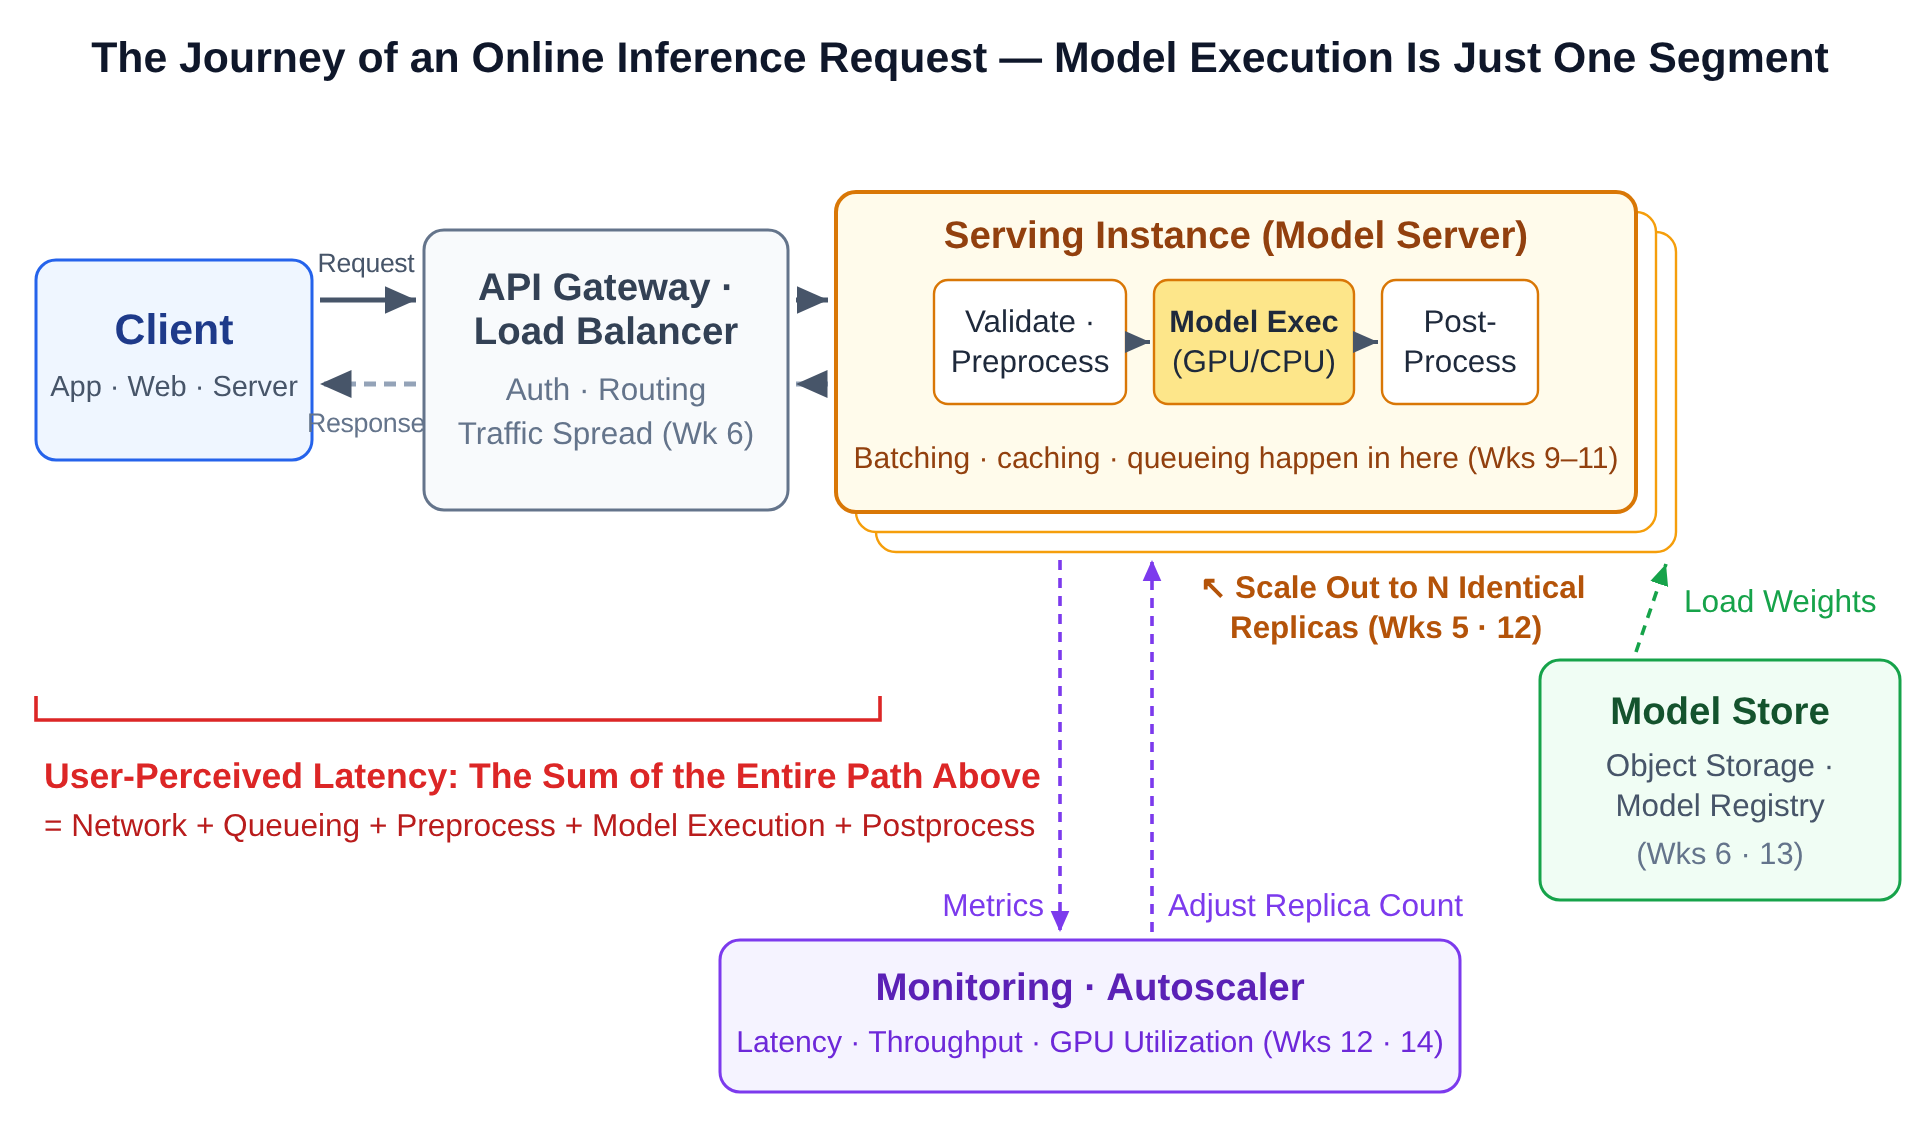 The Journey of an Online Inference Request — Model Execution Is Just One Segment
Request
Client
App · Web · Server
Response
API Gateway ·
Load Balancer
Auth · Routing
Traffic Spread (Wk 6)
Serving Instance (Model Server)
Validate ·
Preprocess
Model Exec
(GPU/CPU)
Post-
Process
Batching · caching · queueing happen in here (Wks 9–11)
↖ Scale Out to N Identical
Replicas (Wks 5 · 12)
Load Weights
Model Store
Object Storage ·
Model Registry
(Wks 6 · 13)
User-Perceived Latency: The Sum of the Entire Path Above
= Network + Queueing + Preprocess + Model Execution + Postprocess
Metrics
Adjust Replica Count
Monitoring · Autoscaler
Latency · Throughput · GPU Utilization (Wks 12 · 14)